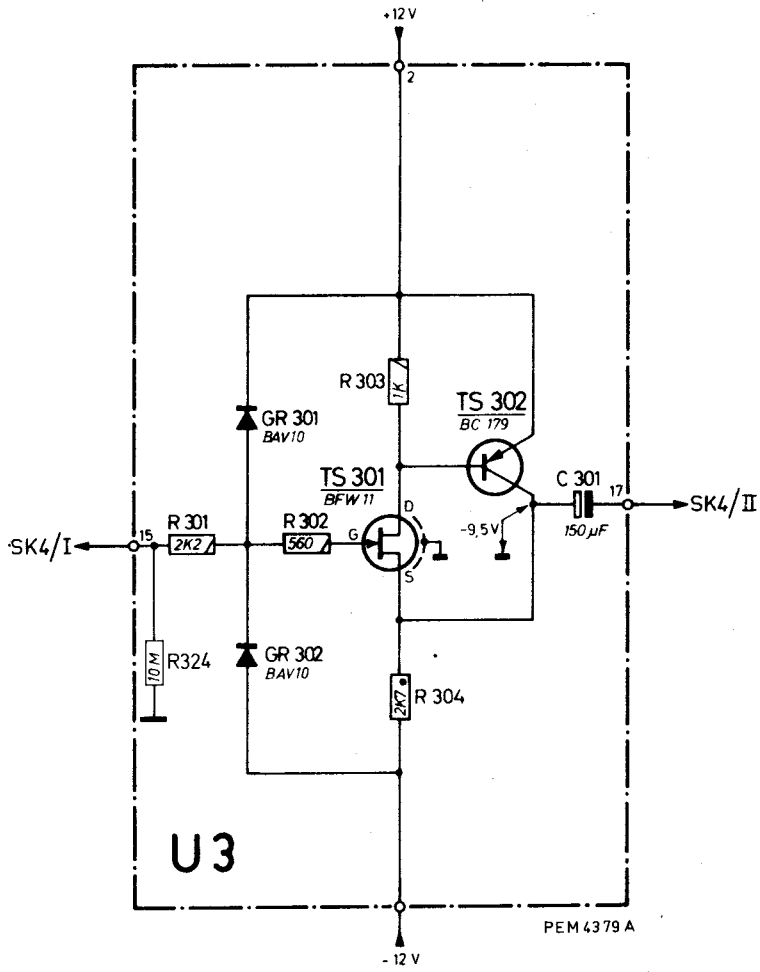 +12 V
2
R 303
1K
TS 302
BC 179
GR 301
BAV10
TS 301
BFW 11
C 301
17
SK4/II
150 µF
-9,5 V
D
G
S
SK4/I
15
R 301
2K2
R 302
560
10 M
R324
GR 302
BAV10
2K7
R 304
U 3
PEM 4379 A
- 12 V